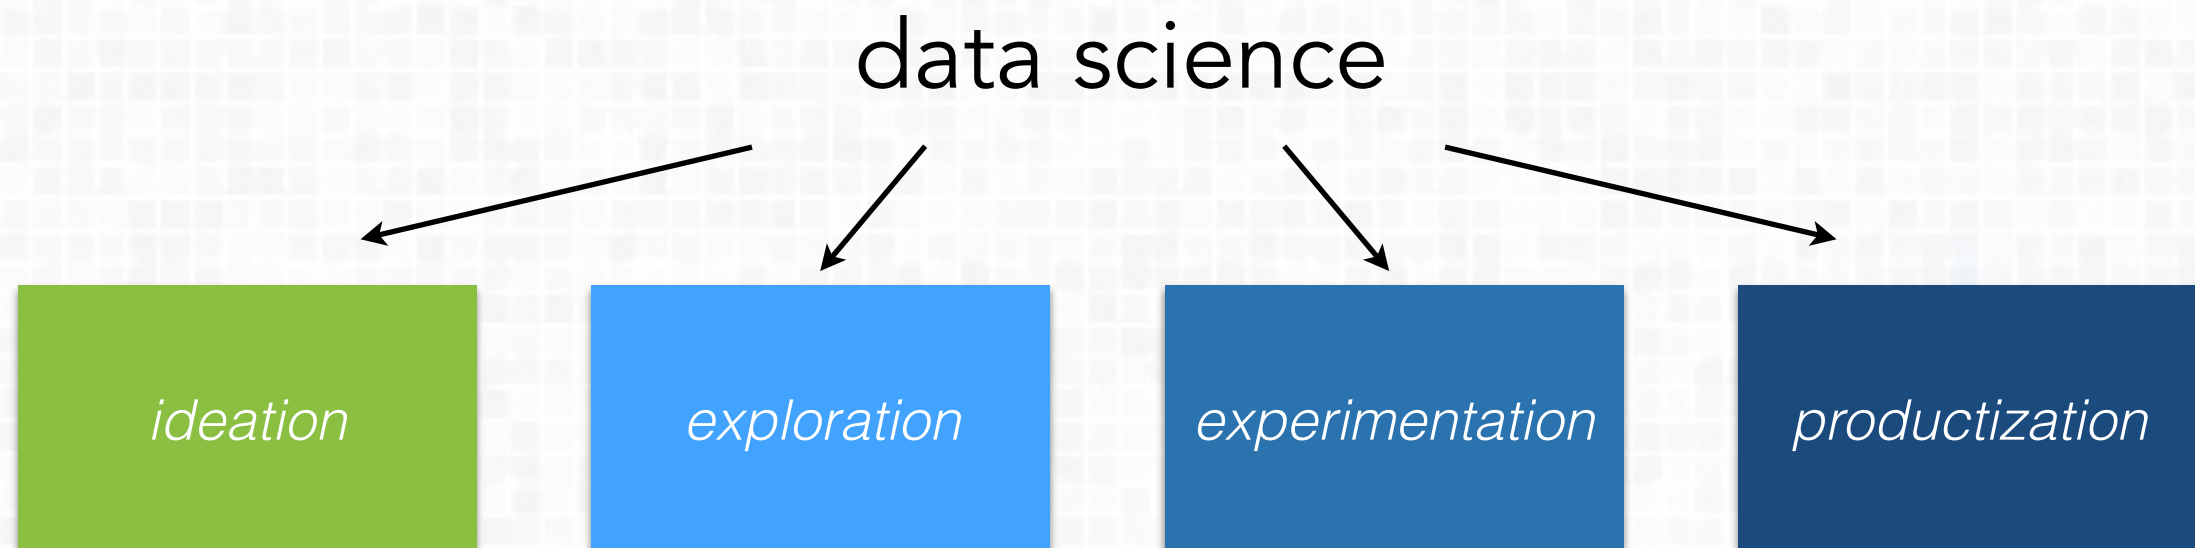 data science
ideation
exploration
experimentation
productization